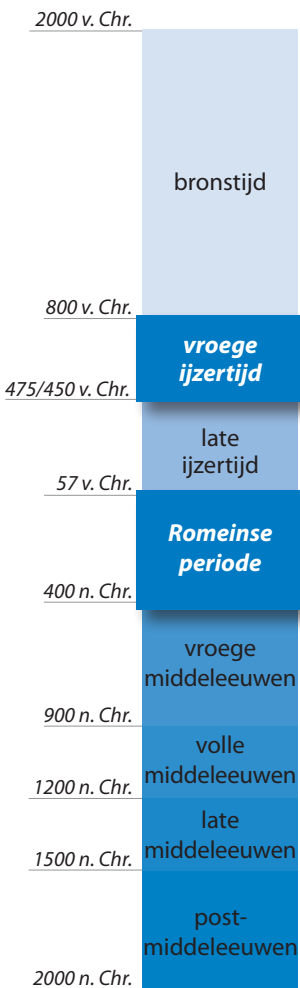 2000 v. Chr.
bronstijd
800 v. Chr.
vroege
ijzertijd
475/450 v. Chr.
late
ijzertijd
57 v. Chr.
Romeinse
periode
400 n. Chr.
vroege
middeleeuwen
900 n. Chr.
volle
middeleeuwen
1200 n. Chr.
late
middeleeuwen
1500 n. Chr.
post-
middeleeuwen
2000 n. Chr.